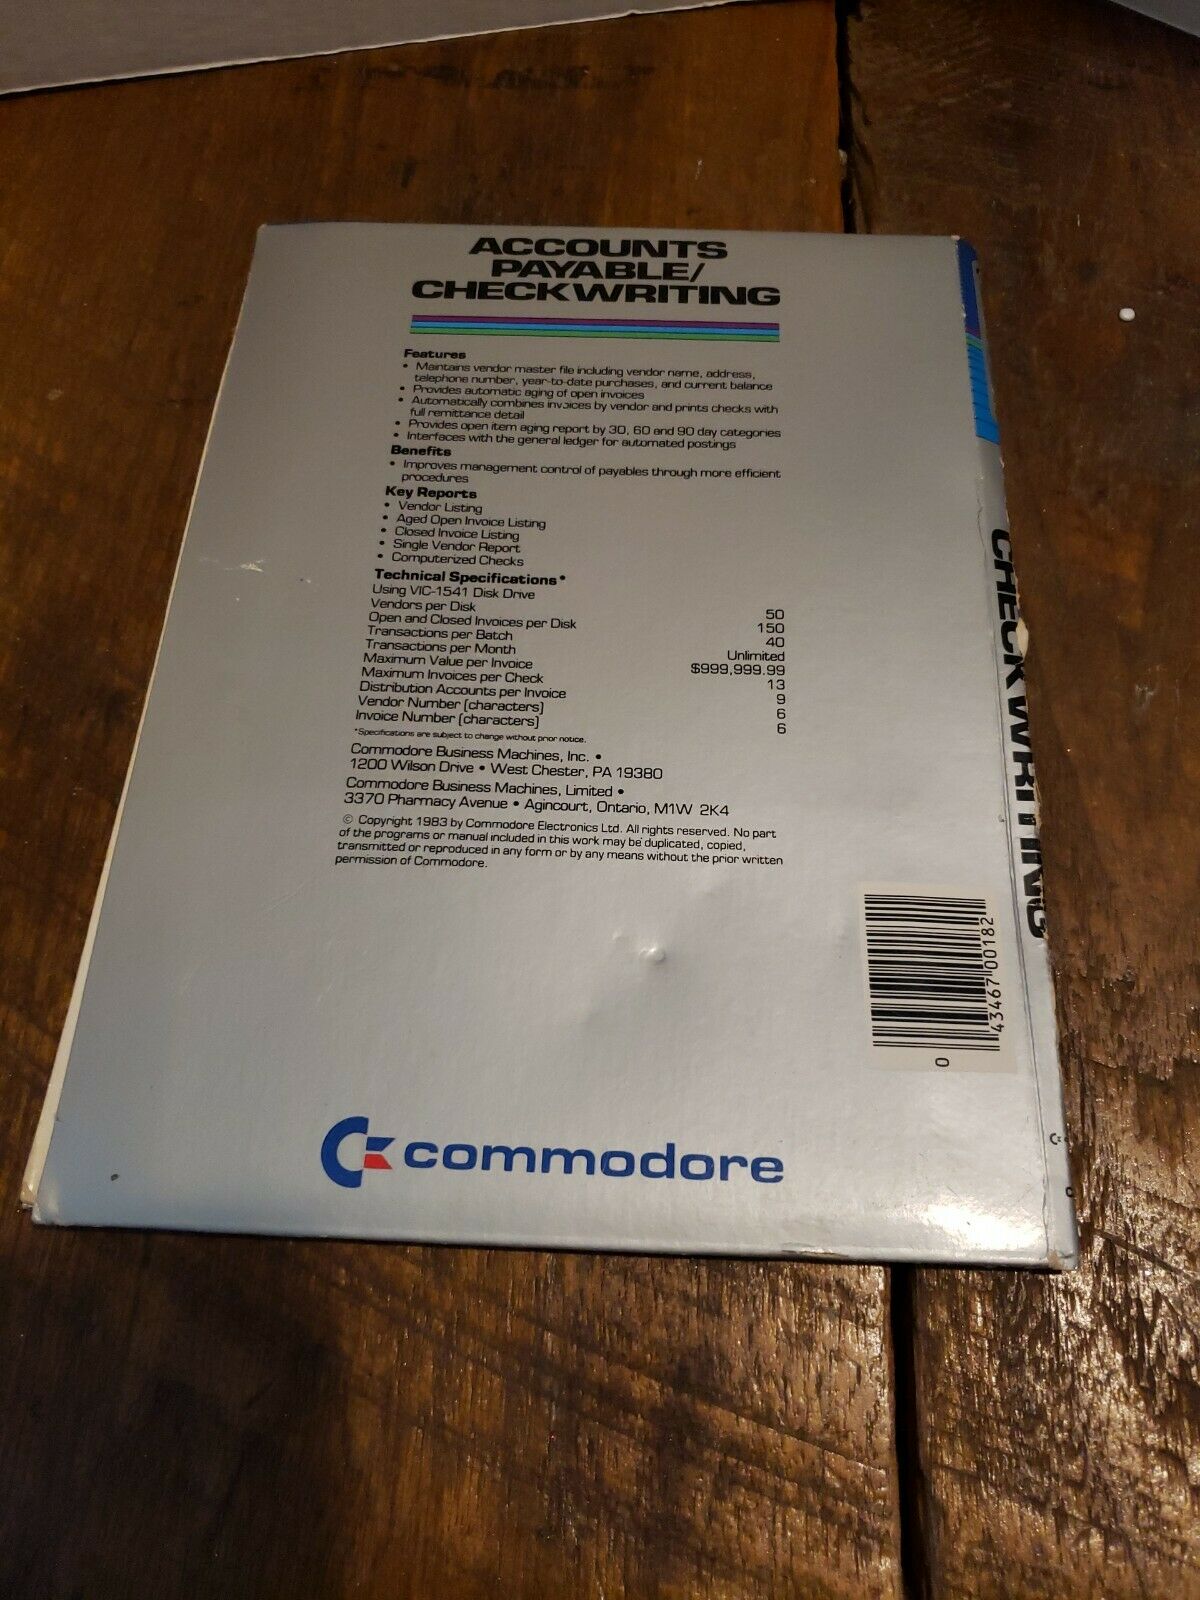 ACCOUNTS
PAYABLE/
CHECKWRITING
Features
• Maintains vendor master file including vendor name, address,
telephone number, year-to-date purchases, and current balance
• Provides automatic aging of open invoices
• Automatically combines invoices by vendor and prints checks with
full remittance detail
• Provides open item aging report by 30, 60 and 90 day categories
• Interfaces with the general ledger for automated postings
Benefits
• Improves management control of payables through more efficient
procedures
Key Reports
• Vendor Listing
• Aged Open Invoice Listing
• Closed Invoice Listing
• Single Vendor Report
• Computerized Checks
Technical Specifications*
Using VIC-1541 Disk Drive
Vendors per Disk 50
Open and Closed Invoices per Disk 150
Transactions per Batch 40
Transactions per Month Unlimited
Maximum Value per Invoice $999,999.99
Maximum Invoices per Check 13
Distribution Accounts per Invoice 9
Vendor Number [characters] 6
Invoice Number [characters] 6
*Specifications are subject to change without prior notice.
Commodore Business Machines, Inc. •
1200 Wilson Drive • West Chester, PA 19380
Commodore Business Machines, Limited •
3370 Pharmacy Avenue • Agincourt, Ontario, M1W 2K4
© Copyright 1983 by Commodore Electronics Ltd. All rights reserved. No part
of the programs or manual included in this work may be duplicated, copied,
transmitted or reproduced in any form or by any means without the prior written
permission of Commodore.
0 43467 00182
commodore
CHECKWRITING